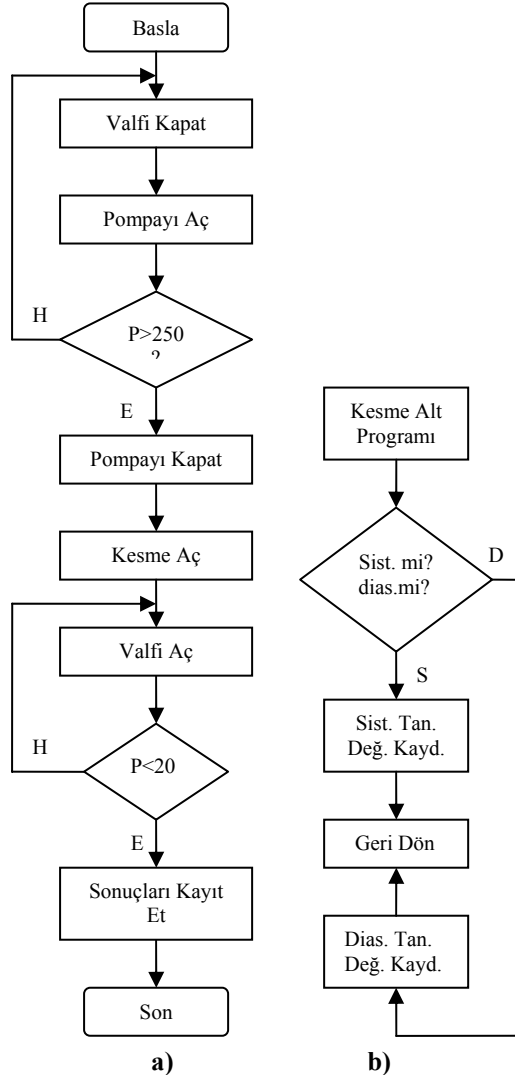 Basla
Valfi Kapat
Pompayı Aç
P>250
?
H
E
Pompayı Kapat
Kesme Aç
Valfi Aç
P<20
H
E
Sonuçları Kayıt
Et
Son
a)
Kesme Alt
Programı
Sist. mi?
dias.mi?
D
S
Sist. Tan.
Değ. Kayd.
Geri Dön
Dias. Tan.
Değ. Kayd.
b)